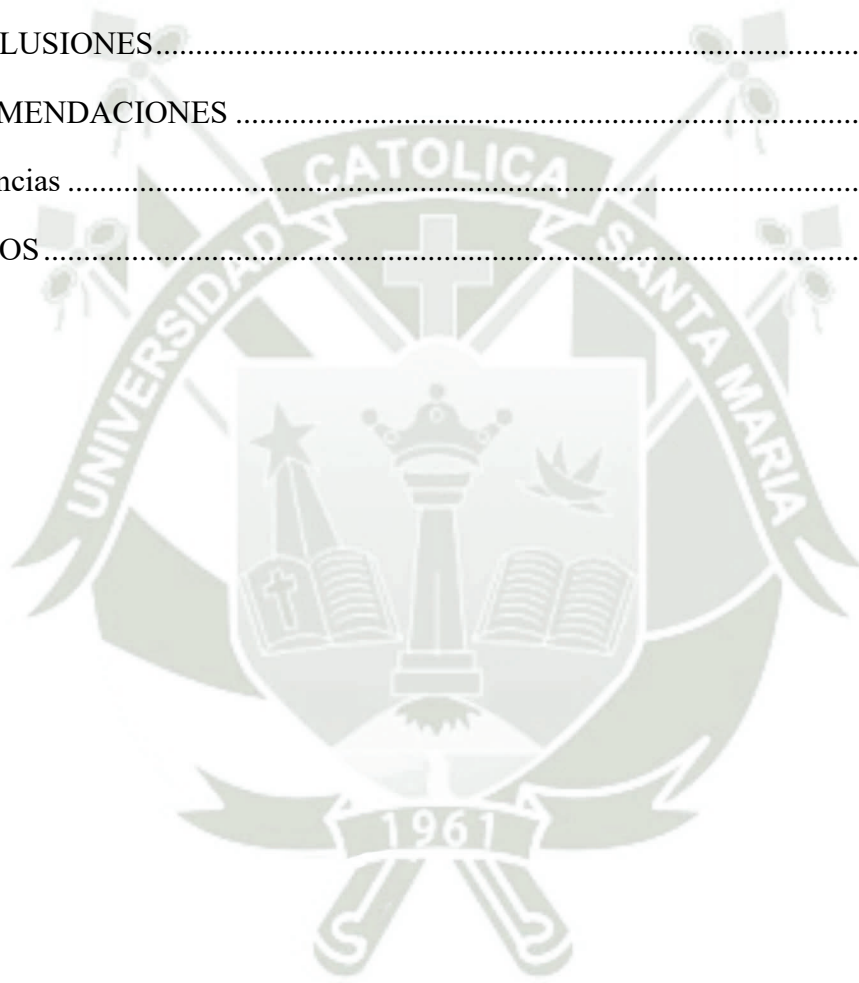 LUSIONES....................................................................................
MENDACIONES ..........................................................................
ncias ...............................................................................................
OS..................................................................................................
CATOLICA
UNIVERSIDAD
SANTA MARIA
1961